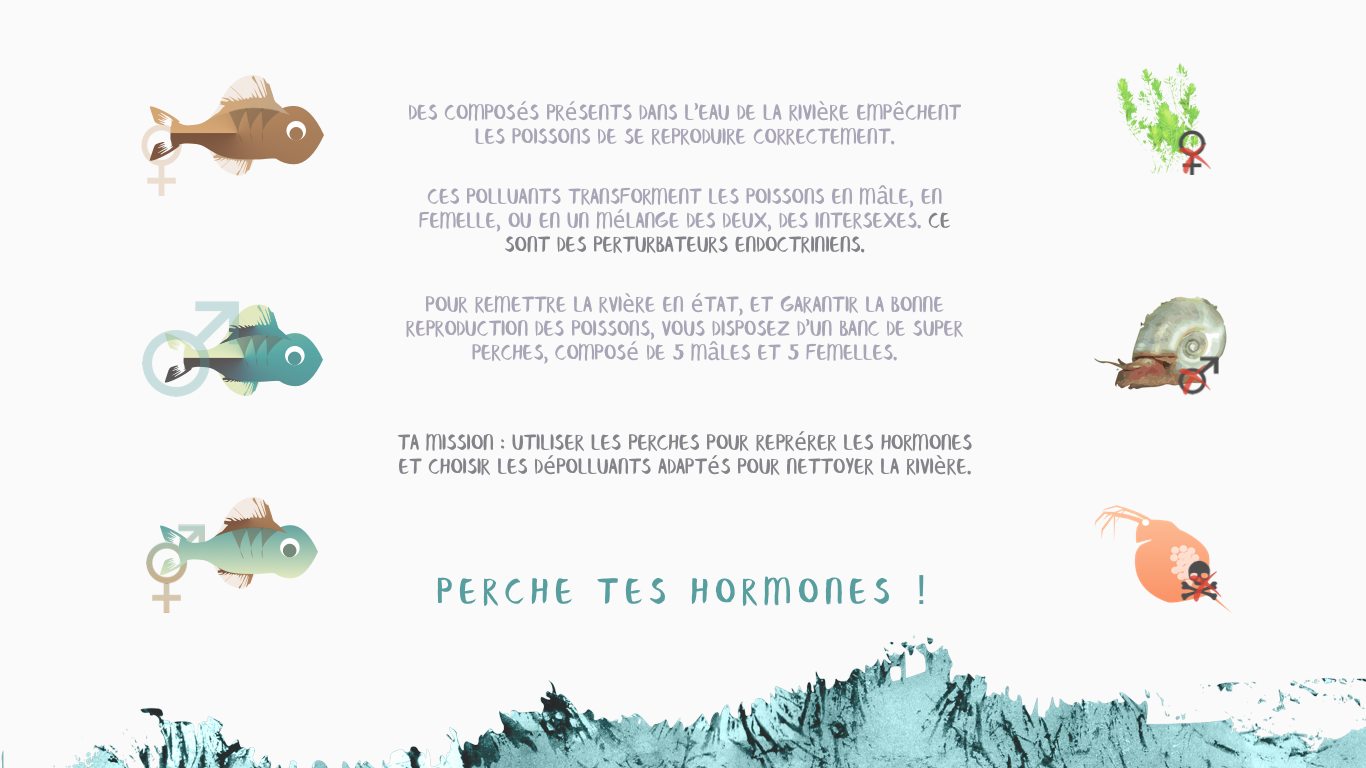 DES COMPOSÉS PRÉSENTS DANS L'EAU DE LA RIVIÈRE EMPÊCHENT
LES POISSONS DE SE REPRODUIRE CORRECTEMENT.
CES POLLUANTS TRANSFORMENT LES POISSONS EN MÂLE, EN
FEMELLE, OU EN UN MÉLANGE DES DEUX, DES INTERSEXES. CE
SONT DES PERTURBATEURS ENDOCTRINIENS.
POUR REMETTRE LA RVIÈRE EN ÉTAT, ET GARANTIR LA BONNE
REPRODUCTION DES POISSONS, VOUS DISPOSEZ D'UN BANC DE SUPER
PERCHES, COMPOSÉ DE 5 MÂLES ET 5 FEMELLES.
TA MISSION : UTILISER LES PERCHES POUR REPRÉRER LES HORMONES
ET CHOISIR LES DÉPOLLUANTS ADAPTÉS POUR NETTOYER LA RIVIÈRE.
PERCHE TES HORMONES !